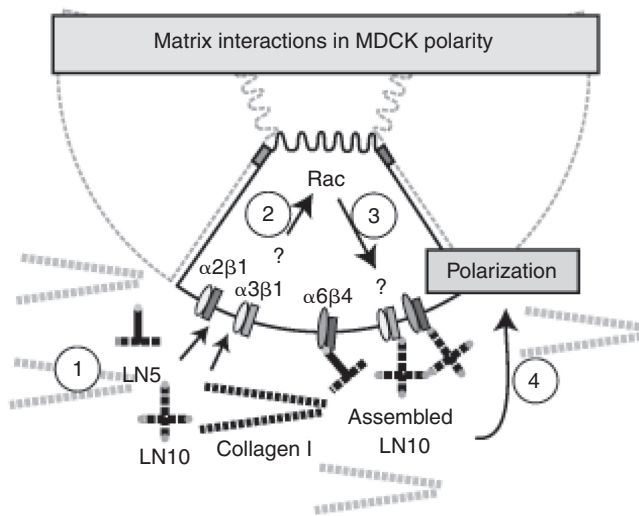 Matrix interactions in MDCK polarity
Rac
2
3
?
α2β1
α3β1
α6β4
?
Polarization
1
LN5
4
LN10
Collagen I
Assembled
LN10